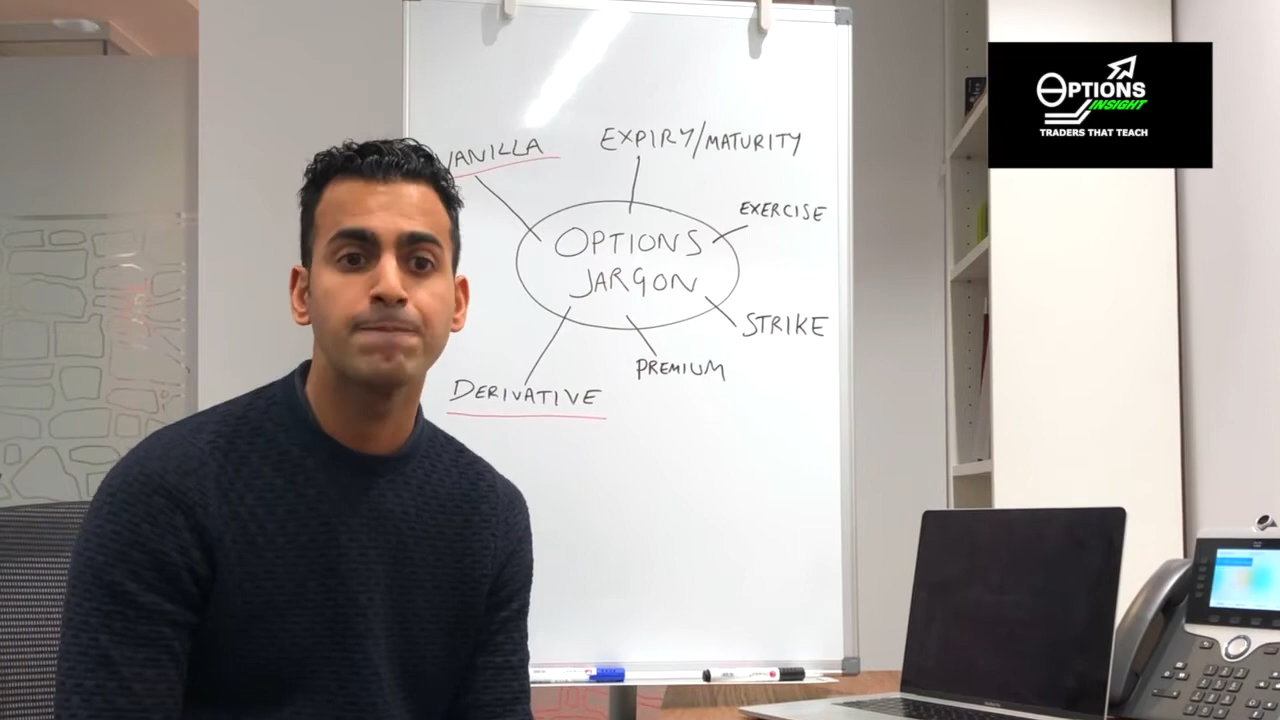 OPTIONS
INSIGHT
TRADERS THAT TEACH
VANILLA
EXPIRY/MATURITY
EXERCISE
OPTIONS
JARGON
STRIKE
PREMIUM
DERIVATIVE